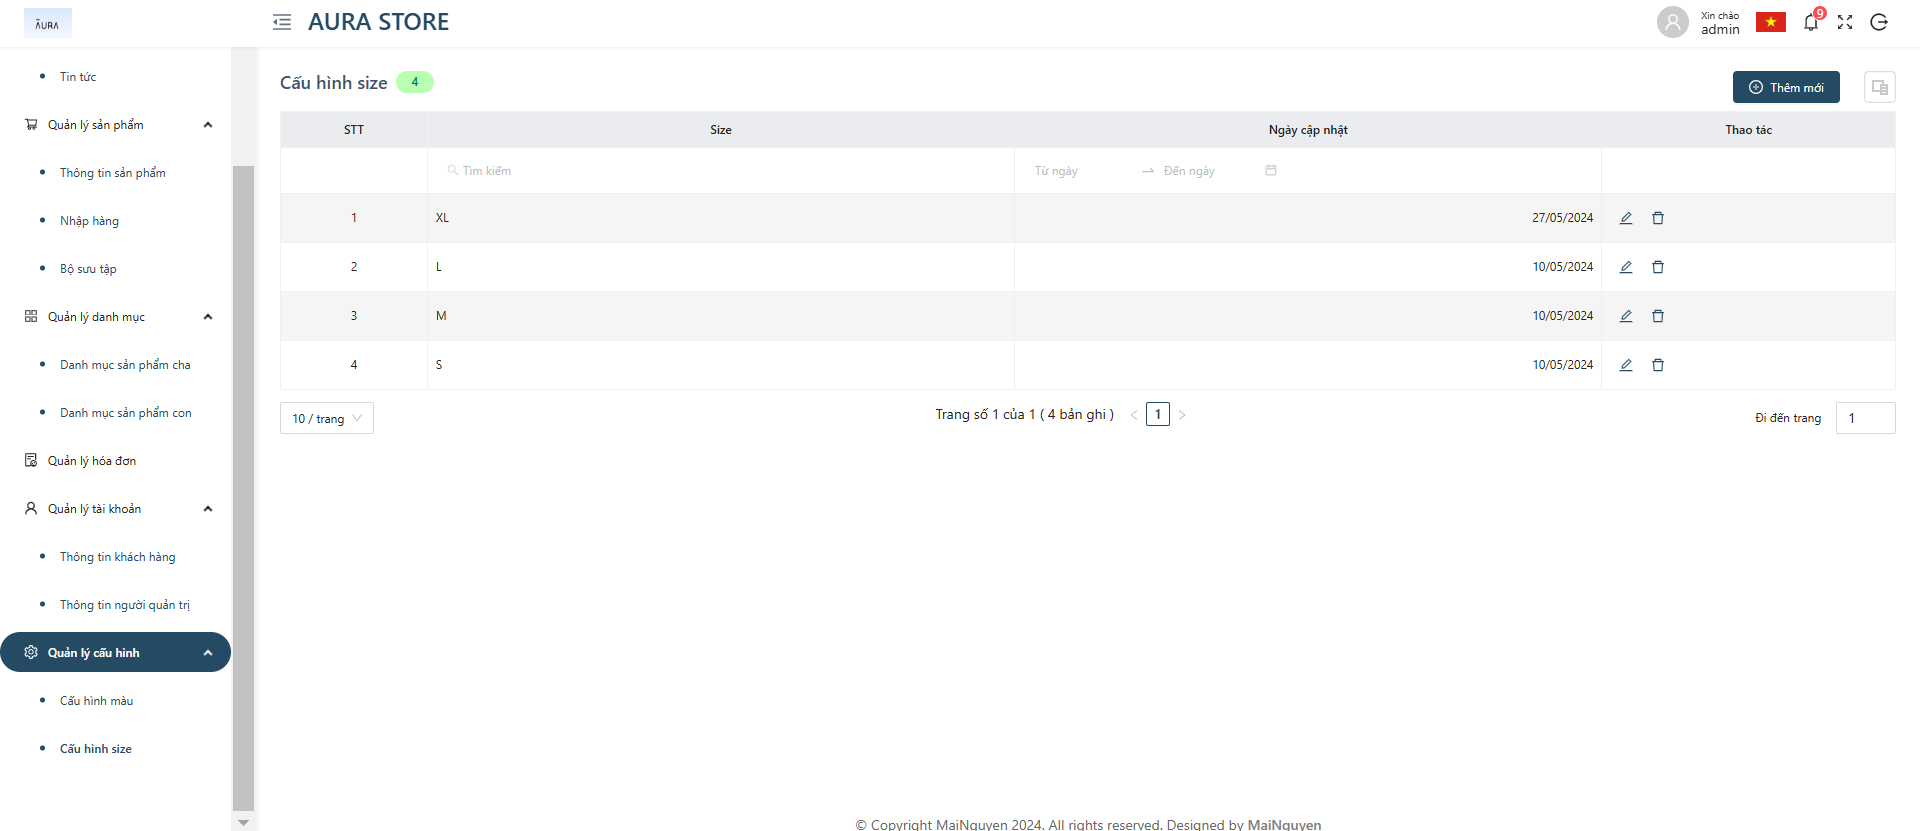 AURA
AURA STORE
Xin chào
admin
9
Tin tức
Quản lý sản phẩm
Thông tin sản phẩm
Nhập hàng
Bộ sưu tập
Quản lý danh mục
Danh mục sản phẩm cha
Danh mục sản phẩm con
Quản lý hóa đơn
Quản lý tài khoản
Thông tin khách hàng
Thông tin người quản trị
Quản lý cấu hình
Cấu hình màu
Cấu hình size
Cấu hình size 4
Thêm mới
STT Size Ngày cập nhật Thao tác
Tìm kiếm Từ ngày Đến ngày
1 XL 27/05/2024
2 L 10/05/2024
3 M 10/05/2024
4 S 10/05/2024
10 / trang Trang số 1 của 1 ( 4 bản ghi ) < 1 > Đi đến trang 1
© Copyright MaiNguyen 2024. All rights reserved. Designed by MaiNguyen